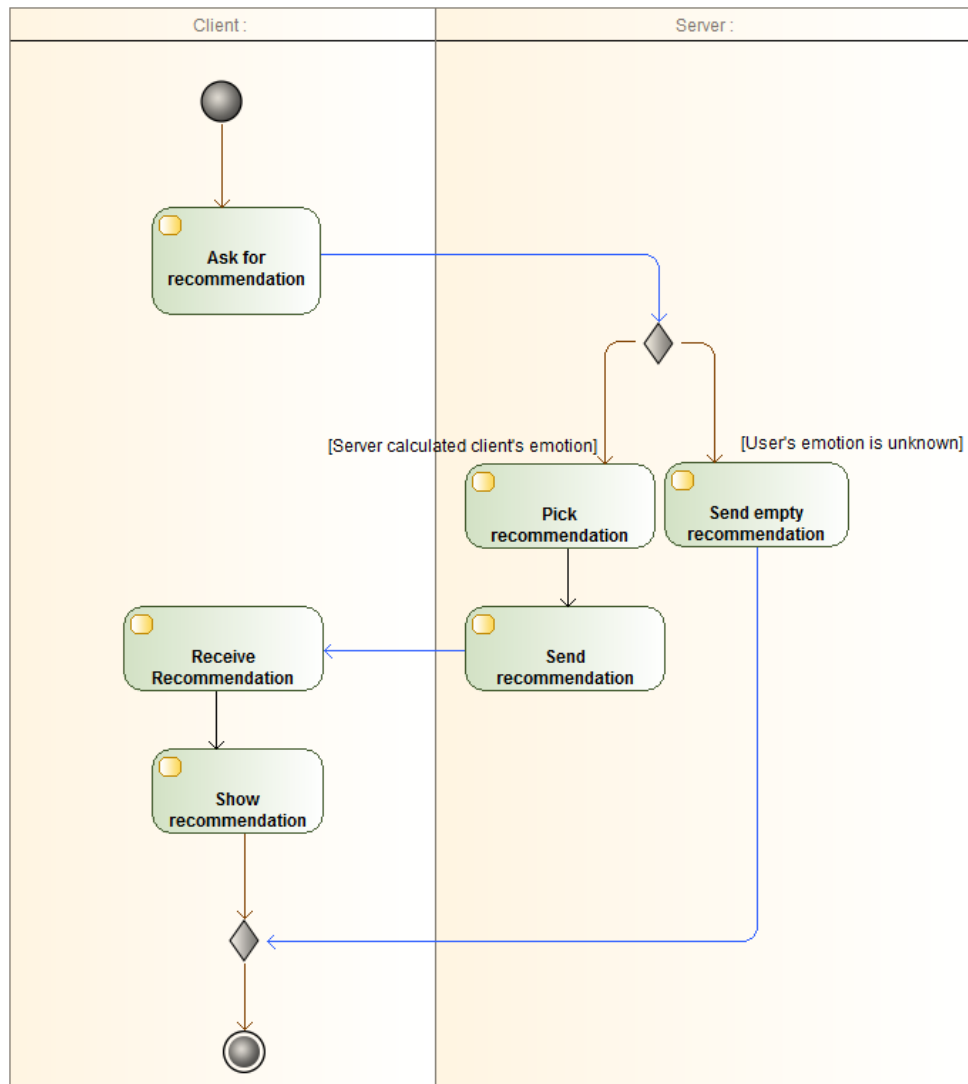 Client :
Server :
Ask for
recommendation
[Server calculated client's emotion]
[User's emotion is unknown]
Pick
recommendation
Send empty
recommendation
Receive
Recommendation
Send
recommendation
Show
recommendation